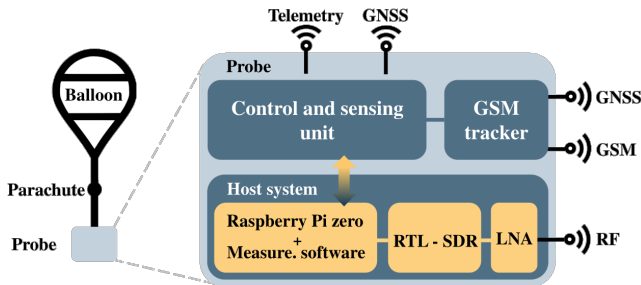 Telemetry
GNSS
Probe
Balloon
Control and sensing
unit
GSM
tracker
GNSS
GSM
Parachute
Host system
Probe
Raspberry Pi zero
+
Measure. software
RTL - SDR
LNA
RF